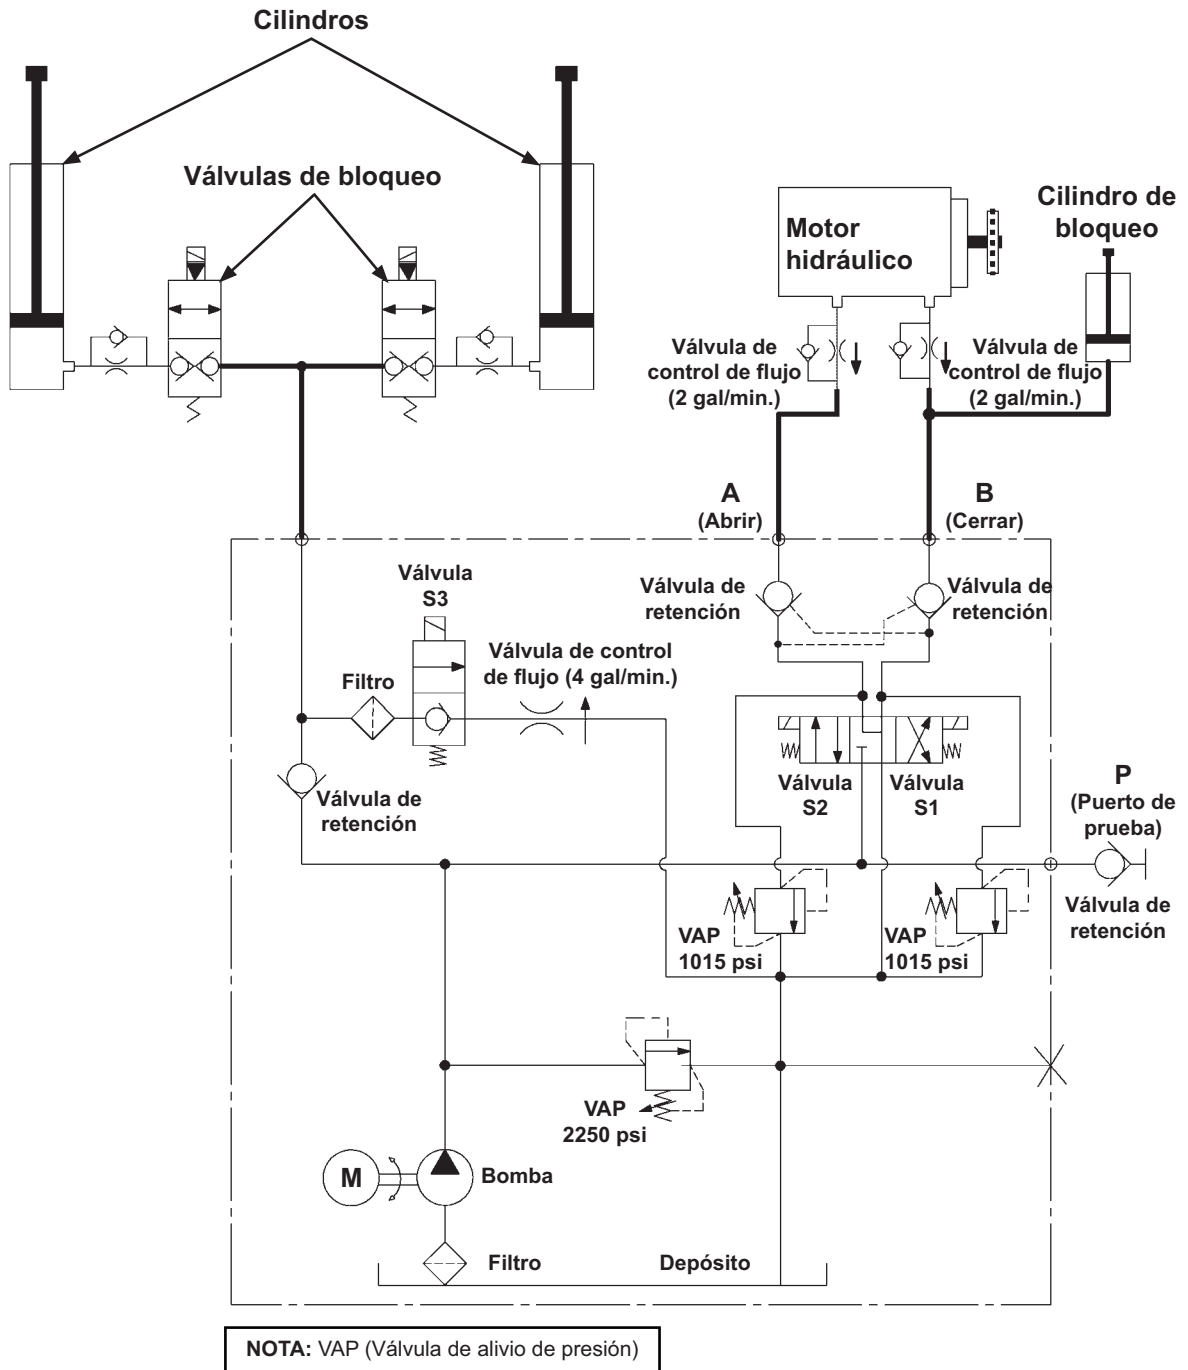 Cilindros
Válvulas de bloqueo
Motor
hidráulico
Cilindro de
bloqueo
Válvula de
control de flujo
(2 gal/min.)
Válvula de
control de flujo
(2 gal/min.)
A
(Abrir)
B
(Cerrar)
Válvula
S3
Válvula de
retención
Válvula de
retención
Filtro
Válvula de control
de flujo (4 gal/min.)
Válvula de
retención
Válvula
S2
Válvula
S1
P
(Puerto de
prueba)
Válvula de
retención
VAP
1015 psi
VAP
1015 psi
VAP
2250 psi
M
Bomba
Filtro
Depósito
NOTA: VAP (Válvula de alivio de presión)